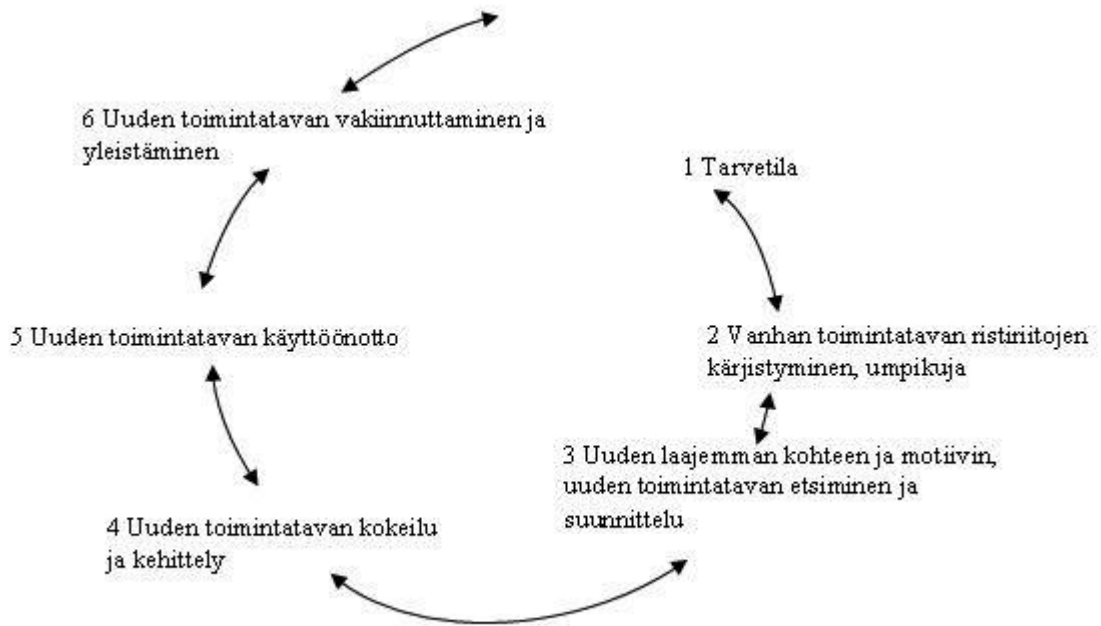 6 Uuden toimintatavan vakiinnuttaminen ja
yleistäminen
1 Tarvetila
5 Uuden toimintatavan käyttöönotto
2 Vanhan toimintatavan ristiriitojen
kärjistyminen, umpikuja
3 Uuden laajemman kohteen ja motiivin,
uuden toimintatavan etsiminen ja
suunnittelu
4 Uuden toimintatavan kokeilu
ja kehittely